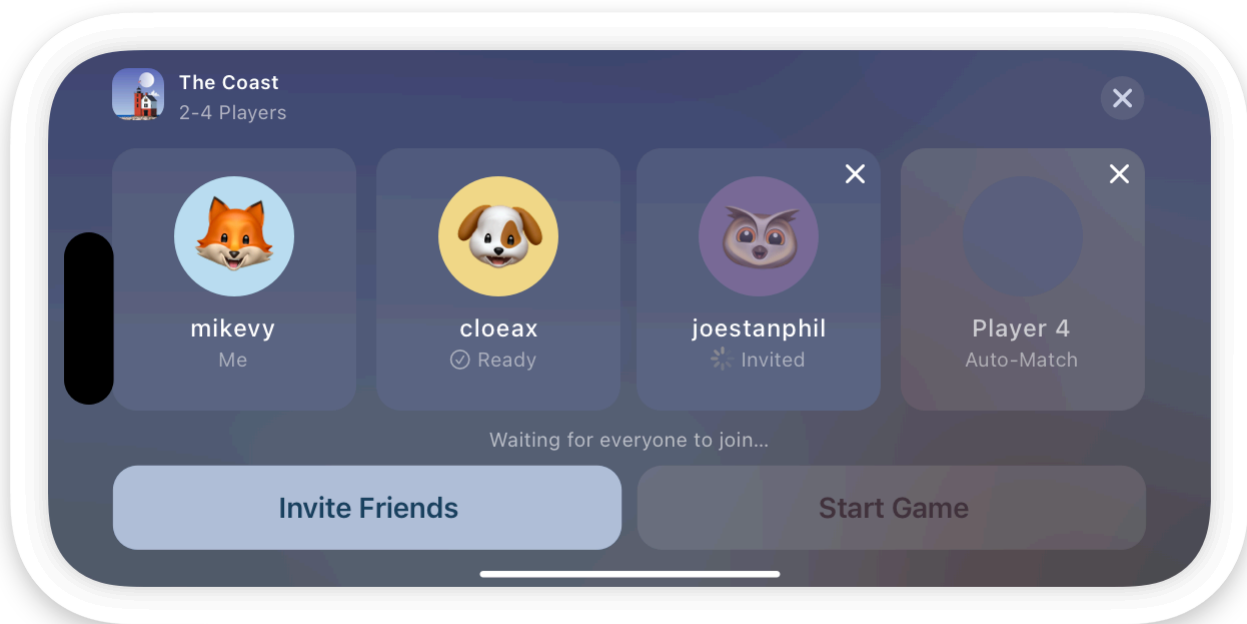 The Coast
2-4 Players
mikevy
Me
cloeax
Ready
joestanphil
Invited
Player 4
Auto-Match
Waiting for everyone to join...
Invite Friends
Start Game